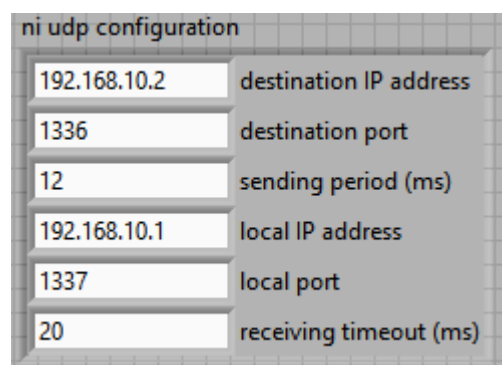 ni udp configuration
192.168.10.2 destination IP address
1336 destination port
12 sending period (ms)
192.168.10.1 local IP address
1337 local port
20 receiving timeout (ms)